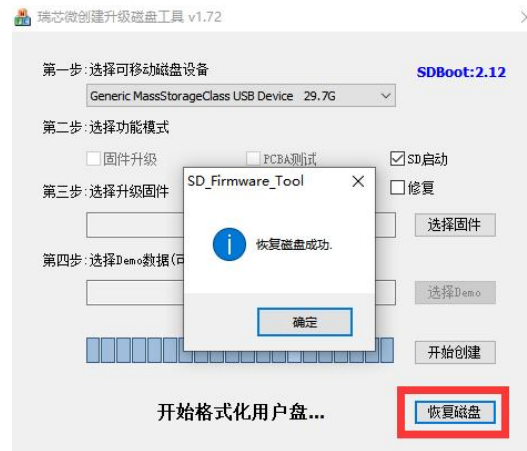 瑞芯微创建升级磁盘工具 v1.72
第一步:选择可移动磁盘设备
SDBoot:2.12
Generic MassStorageClass USB Device 29.7G
第二步:选择功能模式
固件升级
PCBA测试
SD启动
SD_Firmware_Tool
修复
第三步:选择升级固件
恢复磁盘成功.
选择固件
第四步:选择Demo数据(可
选择Demo
确定
开始创建
开始格式化用户盘...
恢复磁盘